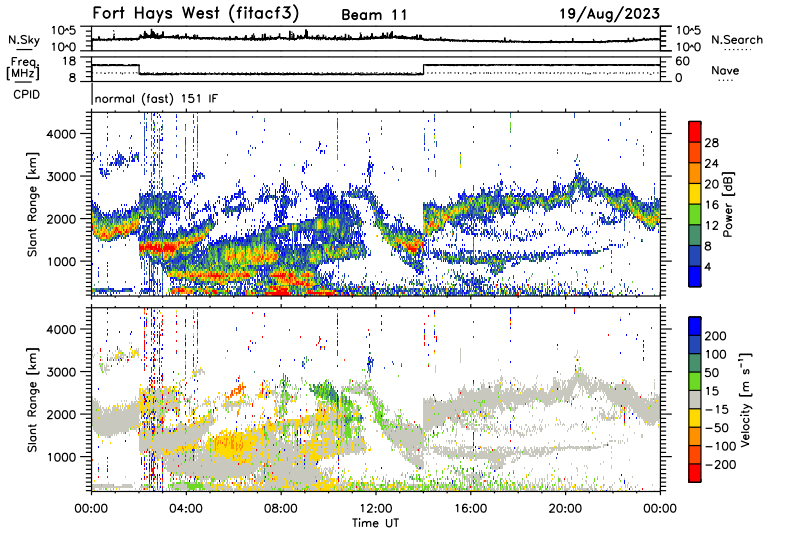 Fort Hays West (fitacf3) Beam 11 19/Aug/2023
N.Sky 10^5 10^0 10^5 10^0 N.Search
Freq. [MHz] 18 8 60 0 Nave
CPID normal (fast) 151 IF
Slant Range [km] 4000 3000 2000 1000
28 24 20 16 12 8 4 Power [dB]
Slant Range [km] 4000 3000 2000 1000
200 100 50 15 −15 −50 −100 −200 Velocity [m s⁻¹]
00:00 04:00 08:00 12:00 16:00 20:00 00:00
Time UT